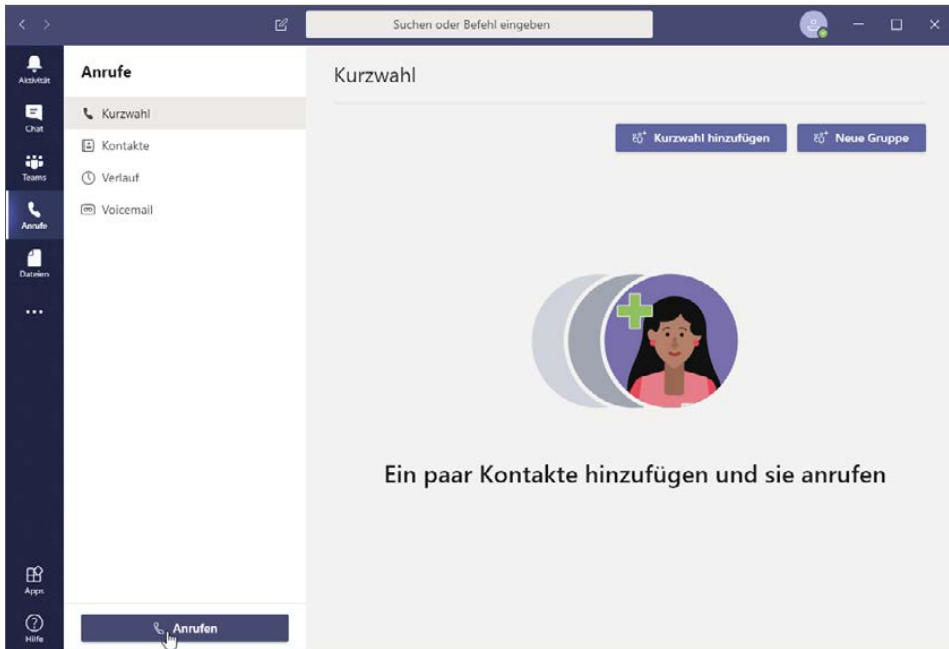 Suchen oder Befehl eingeben
Aktivität
Chat
Teams
Anrufe
Dateien
Apps
Hilfe
Anrufe
Kurzwahl
Kontakte
Verlauf
Voicemail
Anrufen
Kurzwahl
Kurzwahl hinzufügen
Neue Gruppe
Ein paar Kontakte hinzufügen und sie anrufen